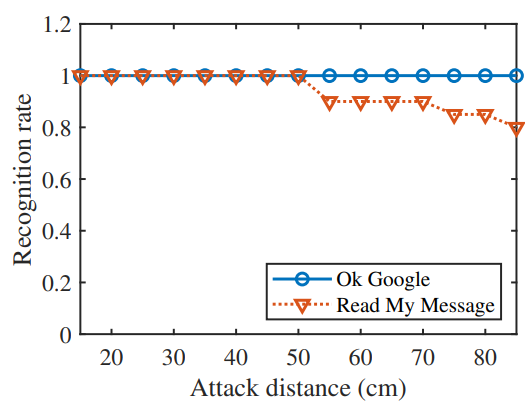 1.2
1
0.8
0.6
0.4
0.2
0
Recognition rate
Ok Google
Read My Message
20 30 40 50 60 70 80
Attack distance (cm)